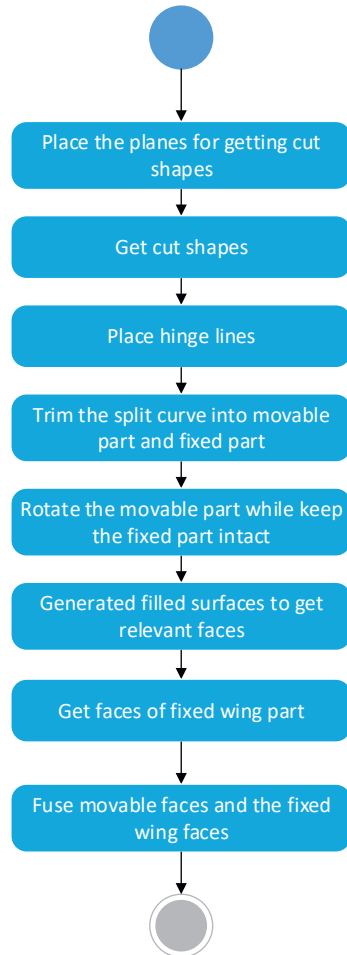 Place the planes for getting cut
shapes
Get cut shapes
Place hinge lines
Trim the split curve into movable
part and fixed part
Rotate the movable part while keep
the fixed part intact
Generated filled surfaces to get
relevant faces
Get faces of fixed wing part
Fuse movable faces and the fixed
wing faces